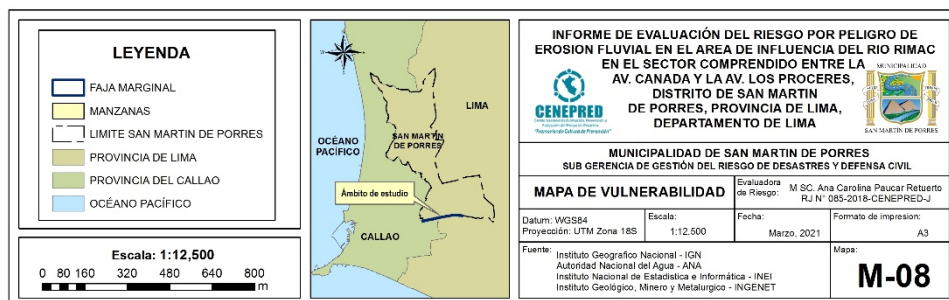 LEYENDA
FAJA MARGINAL
MANZANAS
LIMITE SAN MARTIN DE PORRES
PROVINCIA DE LIMA
PROVINCIA DEL CALLAO
OCÉANO PACÍFICO
Escala: 1:12,500
0 80 160 320 480 640 800
m
LIMA
SAN MARTIN
DE PORRES
OCÉANO
PACÍFICO
Ámbito de estudio
CALLAO
INFORME DE EVALUACIÓN DEL RIESGO POR PELIGRO DE
EROSION FLUVIAL EN EL AREA DE INFLUENCIA DEL RIO RIMAC
EN EL SECTOR COMPRENDIDO ENTRE LA
AV. CANADA Y LA AV. LOS PROCERES,
DISTRITO DE SAN MARTIN
DE PORRES, PROVINCIA DE LIMA,
DEPARTAMENTO DE LIMA
CENEPRED
MUNICIPALIDAD
SAN MARTIN DE PORRES
MUNICIPALIDAD DE SAN MARTIN DE PORRES
SUB GERENCIA DE GESTIÓN DEL RIESGO DE DESASTRES Y DEFENSA CIVIL
MAPA DE VULNERABILIDAD
Evaluadora
de Riesgo:
M SC. Ana Carolina Paucar Retuerto
RJ N° 085-2018-CENEPRED-J
Datum: WGS84
Proyección: UTM Zona 18S
Escala:
1:12.500
Fecha:
Marzo, 2021
Formato de impresion:
A3
Fuente:
Instituto Geografico Nacional - IGN
Autoridad Nacional del Agua - ANA
Instituto Nacional de Estadistica e Informática - INEI
Instituto Geológico, Minero y Metalurgico - INGENET
Mapa:
M-08